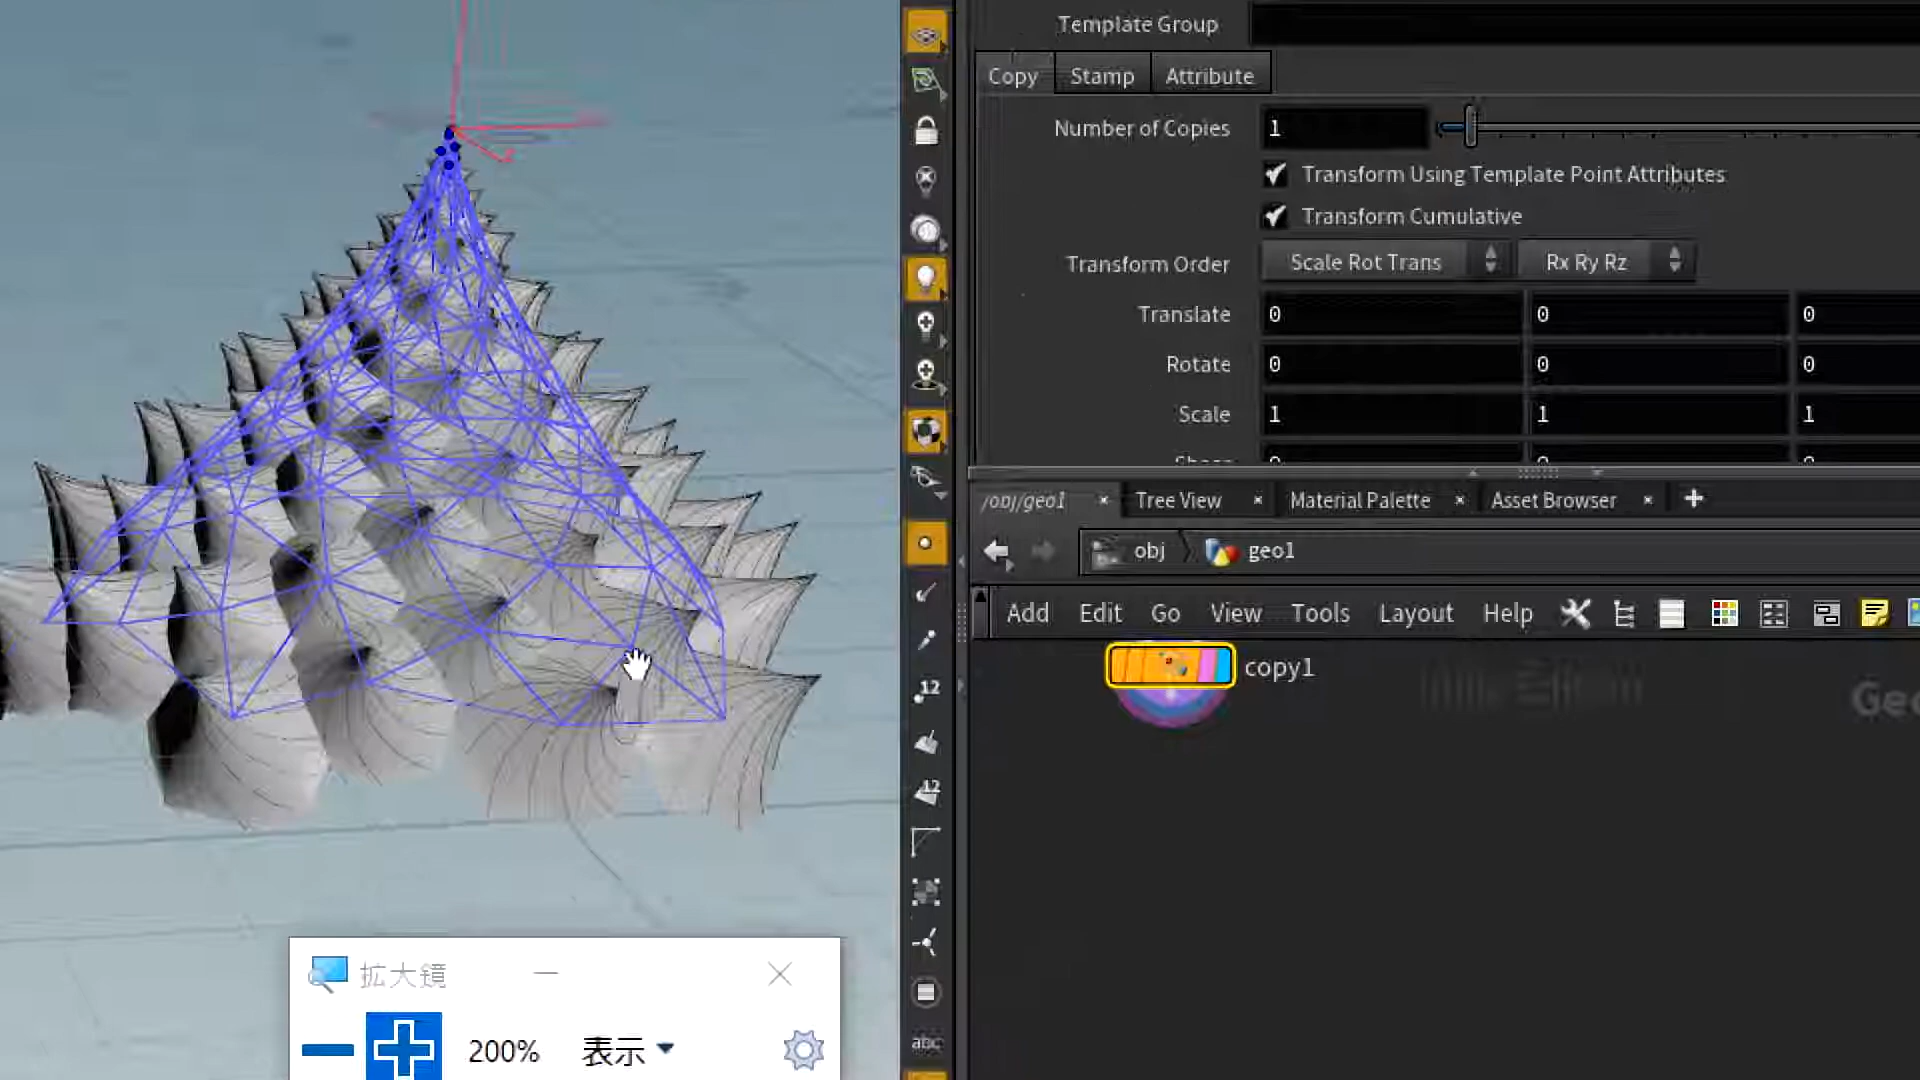 Template Group
Copy Stamp Attribute
Number of Copies 1
Transform Using Template Point Attributes
Transform Cumulative
Transform Order Scale Rot Trans Rx Ry Rz
Translate 0 0 0
Rotate 0 0 0
Scale 1 1 1
/obj/geo1 × Tree View × Material Palette × Asset Browser × +
obj geo1
Add Edit Go View Tools Layout Help
copy1
12
12
abc
拡大鏡
200% 表示